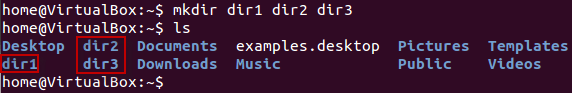 home@VirtualBox:~$ mkdir dir1 dir2 dir3
home@VirtualBox:~$ ls
Desktop dir2 Documents examples.desktop Pictures Templates
dir1 dir3 Downloads Music Public Videos
home@VirtualBox:~$